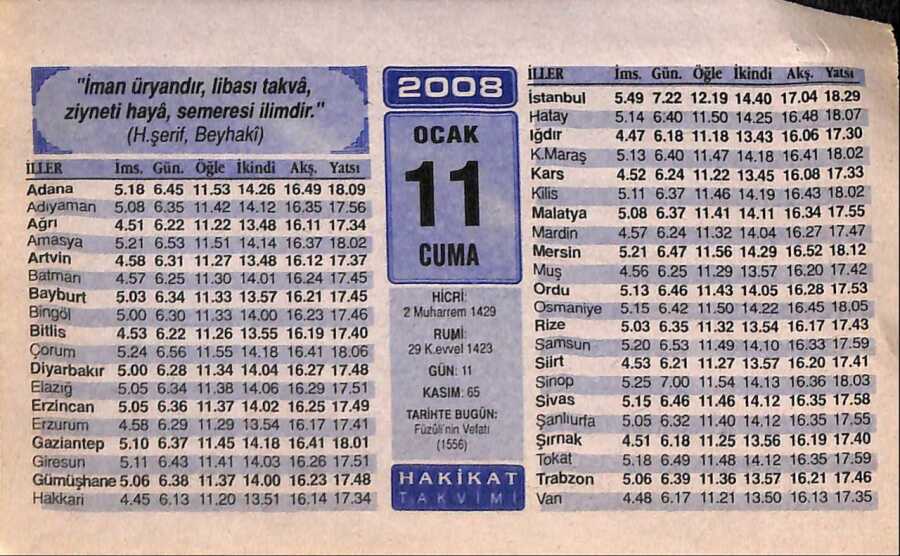 "İman üryandır, libası takvâ,
ziyneti hayâ, semeresi ilimdir."
(H.şerif, Beyhakî)
İLLER İms. Gün. Öğle İkindi Akş. Yatsı
Adana 5.18 6.45 11.53 14.26 16.49 18.09
Adıyaman 5.08 6.35 11.42 14.12 16.35 17.56
Ağrı 4.51 6.22 11.22 13.48 16.11 17.34
Amasya 5.21 6.53 11.51 14.14 16.37 18.02
Artvin 4.58 6.31 11.27 13.48 16.12 17.37
Batman 4.57 6.25 11.30 14.01 16.24 17.45
Bayburt 5.03 6.34 11.33 13.57 16.21 17.45
Bingöl 5.00 6.30 11.33 14.00 16.23 17.46
Bitlis 4.53 6.22 11.26 13.55 16.19 17.40
Çorum 5.24 6.56 11.55 14.18 16.41 18.06
Diyarbakır 5.00 6.28 11.34 14.04 16.27 17.48
Elazığ 5.05 6.34 11.38 14.06 16.29 17.51
Erzincan 5.05 6.36 11.37 14.02 16.25 17.49
Erzurum 4.58 6.29 11.29 13.54 16.17 17.41
Gaziantep 5.10 6.37 11.45 14.18 16.41 18.01
Giresun 5.11 6.43 11.41 14.03 16.26 17.51
Gümüşhane 5.06 6.38 11.37 14.00 16.23 17.48
Hakkari 4.45 6.13 11.20 13.51 16.14 17.34
2008
OCAK
11
CUMA
HİCRİ:
2 Muharrem 1429
RUMİ:
29 K.evvel 1423
GÜN: 11
KASIM: 65
TARİHTE BUGÜN:
Füzûlî'nin Vefatı
(1556)
HAKİKAT
TAKVİMİ
İLLER İms. Gün. Öğle İkindi Akş. Yatsı
İstanbul 5.49 7.22 12.19 14.40 17.04 18.29
Hatay 5.14 6.40 11.50 14.25 16.48 18.07
Iğdır 4.47 6.18 11.18 13.43 16.06 17.30
K.Maraş 5.13 6.40 11.47 14.18 16.41 18.02
Kars 4.52 6.24 11.22 13.45 16.08 17.33
Kilis 5.11 6.37 11.46 14.19 16.43 18.02
Malatya 5.08 6.37 11.41 14.11 16.34 17.55
Mardin 4.57 6.24 11.32 14.04 16.27 17.47
Mersin 5.21 6.47 11.56 14.29 16.52 18.12
Muş 4.56 6.25 11.29 13.57 16.20 17.42
Ordu 5.13 6.46 11.43 14.05 16.28 17.53
Osmaniye 5.15 6.42 11.50 14.22 16.45 18.05
Rize 5.03 6.35 11.32 13.54 16.17 17.43
Samsun 5.20 6.53 11.49 14.10 16.33 17.59
Siirt 4.53 6.21 11.27 13.57 16.20 17.41
Sinop 5.25 7.00 11.54 14.13 16.36 18.03
Sivas 5.15 6.46 11.46 14.12 16.35 17.58
Şanlıurfa 5.05 6.32 11.40 14.12 16.35 17.55
Şırnak 4.51 6.18 11.25 13.56 16.19 17.40
Tokat 5.18 6.49 11.48 14.12 16.35 17.59
Trabzon 5.06 6.39 11.36 13.57 16.21 17.46
Van 4.48 6.17 11.21 13.50 16.13 17.35